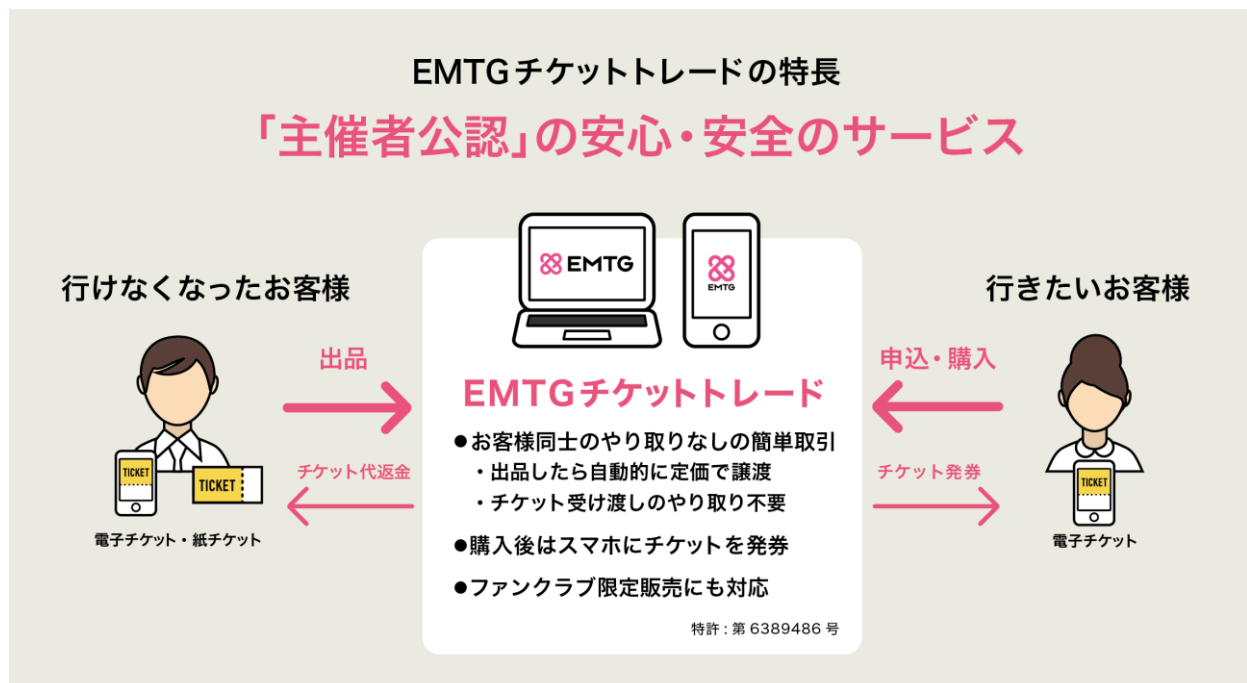 EMTGチケットトレードの特長
「主催者公認」の安心・安全のサービス
行けなくなったお客様
出品
チケット代返金
TICKET
TICKET
電子チケット・紙チケット
EMTG
EMTG
EMTGチケットトレード
●お客様同士のやり取りなしの簡単取引
・出品したら自動的に定価で譲渡
・チケット受け渡しのやり取り不要
●購入後はスマホにチケットを発券
●ファンクラブ限定販売にも対応
特許：第 6389486 号
行きたいお客様
申込・購入
チケット発券
TICKET
電子チケット